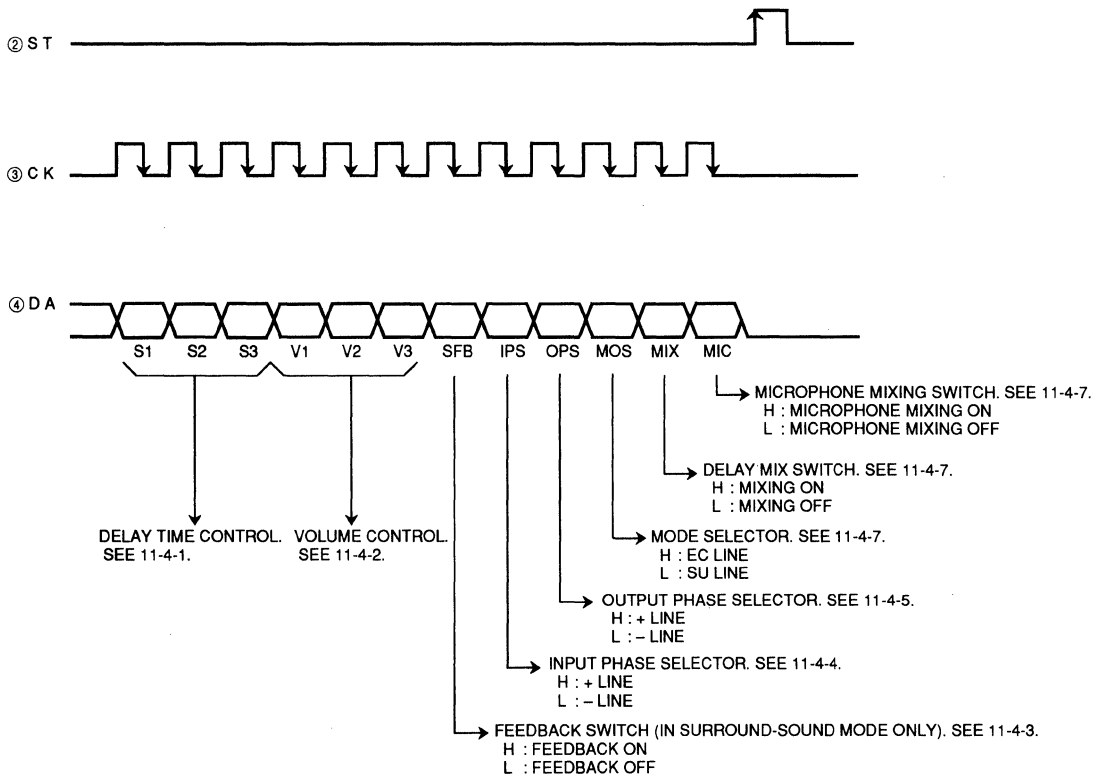 ② S T
③ C K
④ D A
S1 S2 S3 V1 V2 V3 SFB IPS OPS MOS MIX MIC
MICROPHONE MIXING SWITCH. SEE 11-4-7.
H : MICROPHONE MIXING ON
L : MICROPHONE MIXING OFF
DELAY MIX SWITCH. SEE 11-4-7.
H : MIXING ON
L : MIXING OFF
DELAY TIME CONTROL.
SEE 11-4-1.
VOLUME CONTROL.
SEE 11-4-2.
MODE SELECTOR. SEE 11-4-7.
H : EC LINE
L : SU LINE
OUTPUT PHASE SELECTOR. SEE 11-4-5.
H : + LINE
L : – LINE
INPUT PHASE SELECTOR. SEE 11-4-4.
H : + LINE
L : – LINE
FEEDBACK SWITCH (IN SURROUND-SOUND MODE ONLY). SEE 11-4-3.
H : FEEDBACK ON
L : FEEDBACK OFF